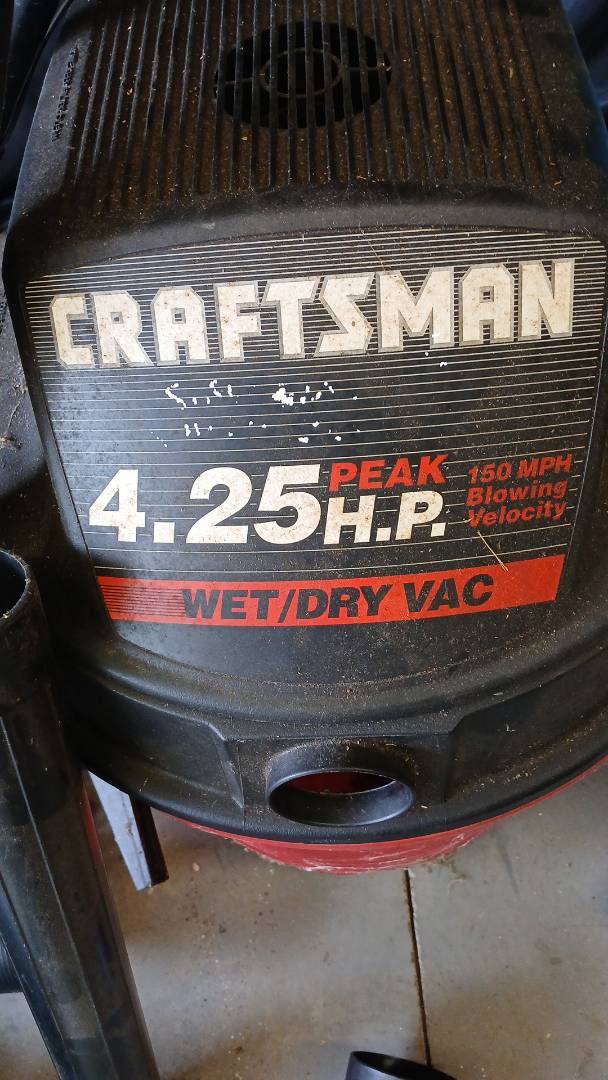 CRAFTSMAN
4.25 PEAK H.P.
150 MPH
Blowing
Velocity
WET/DRY VAC